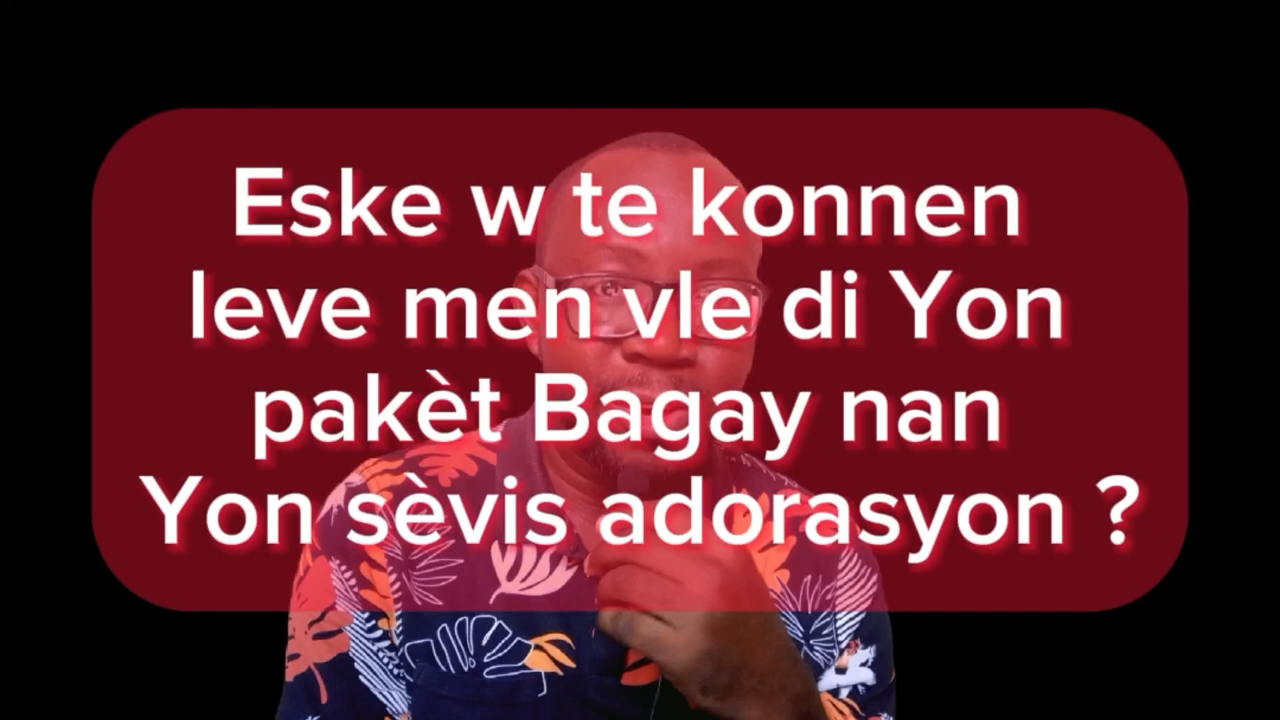 Eske w te konnen
leve men vle di Yon
pakèt Bagay nan
Yon sèvis adorasyon ?